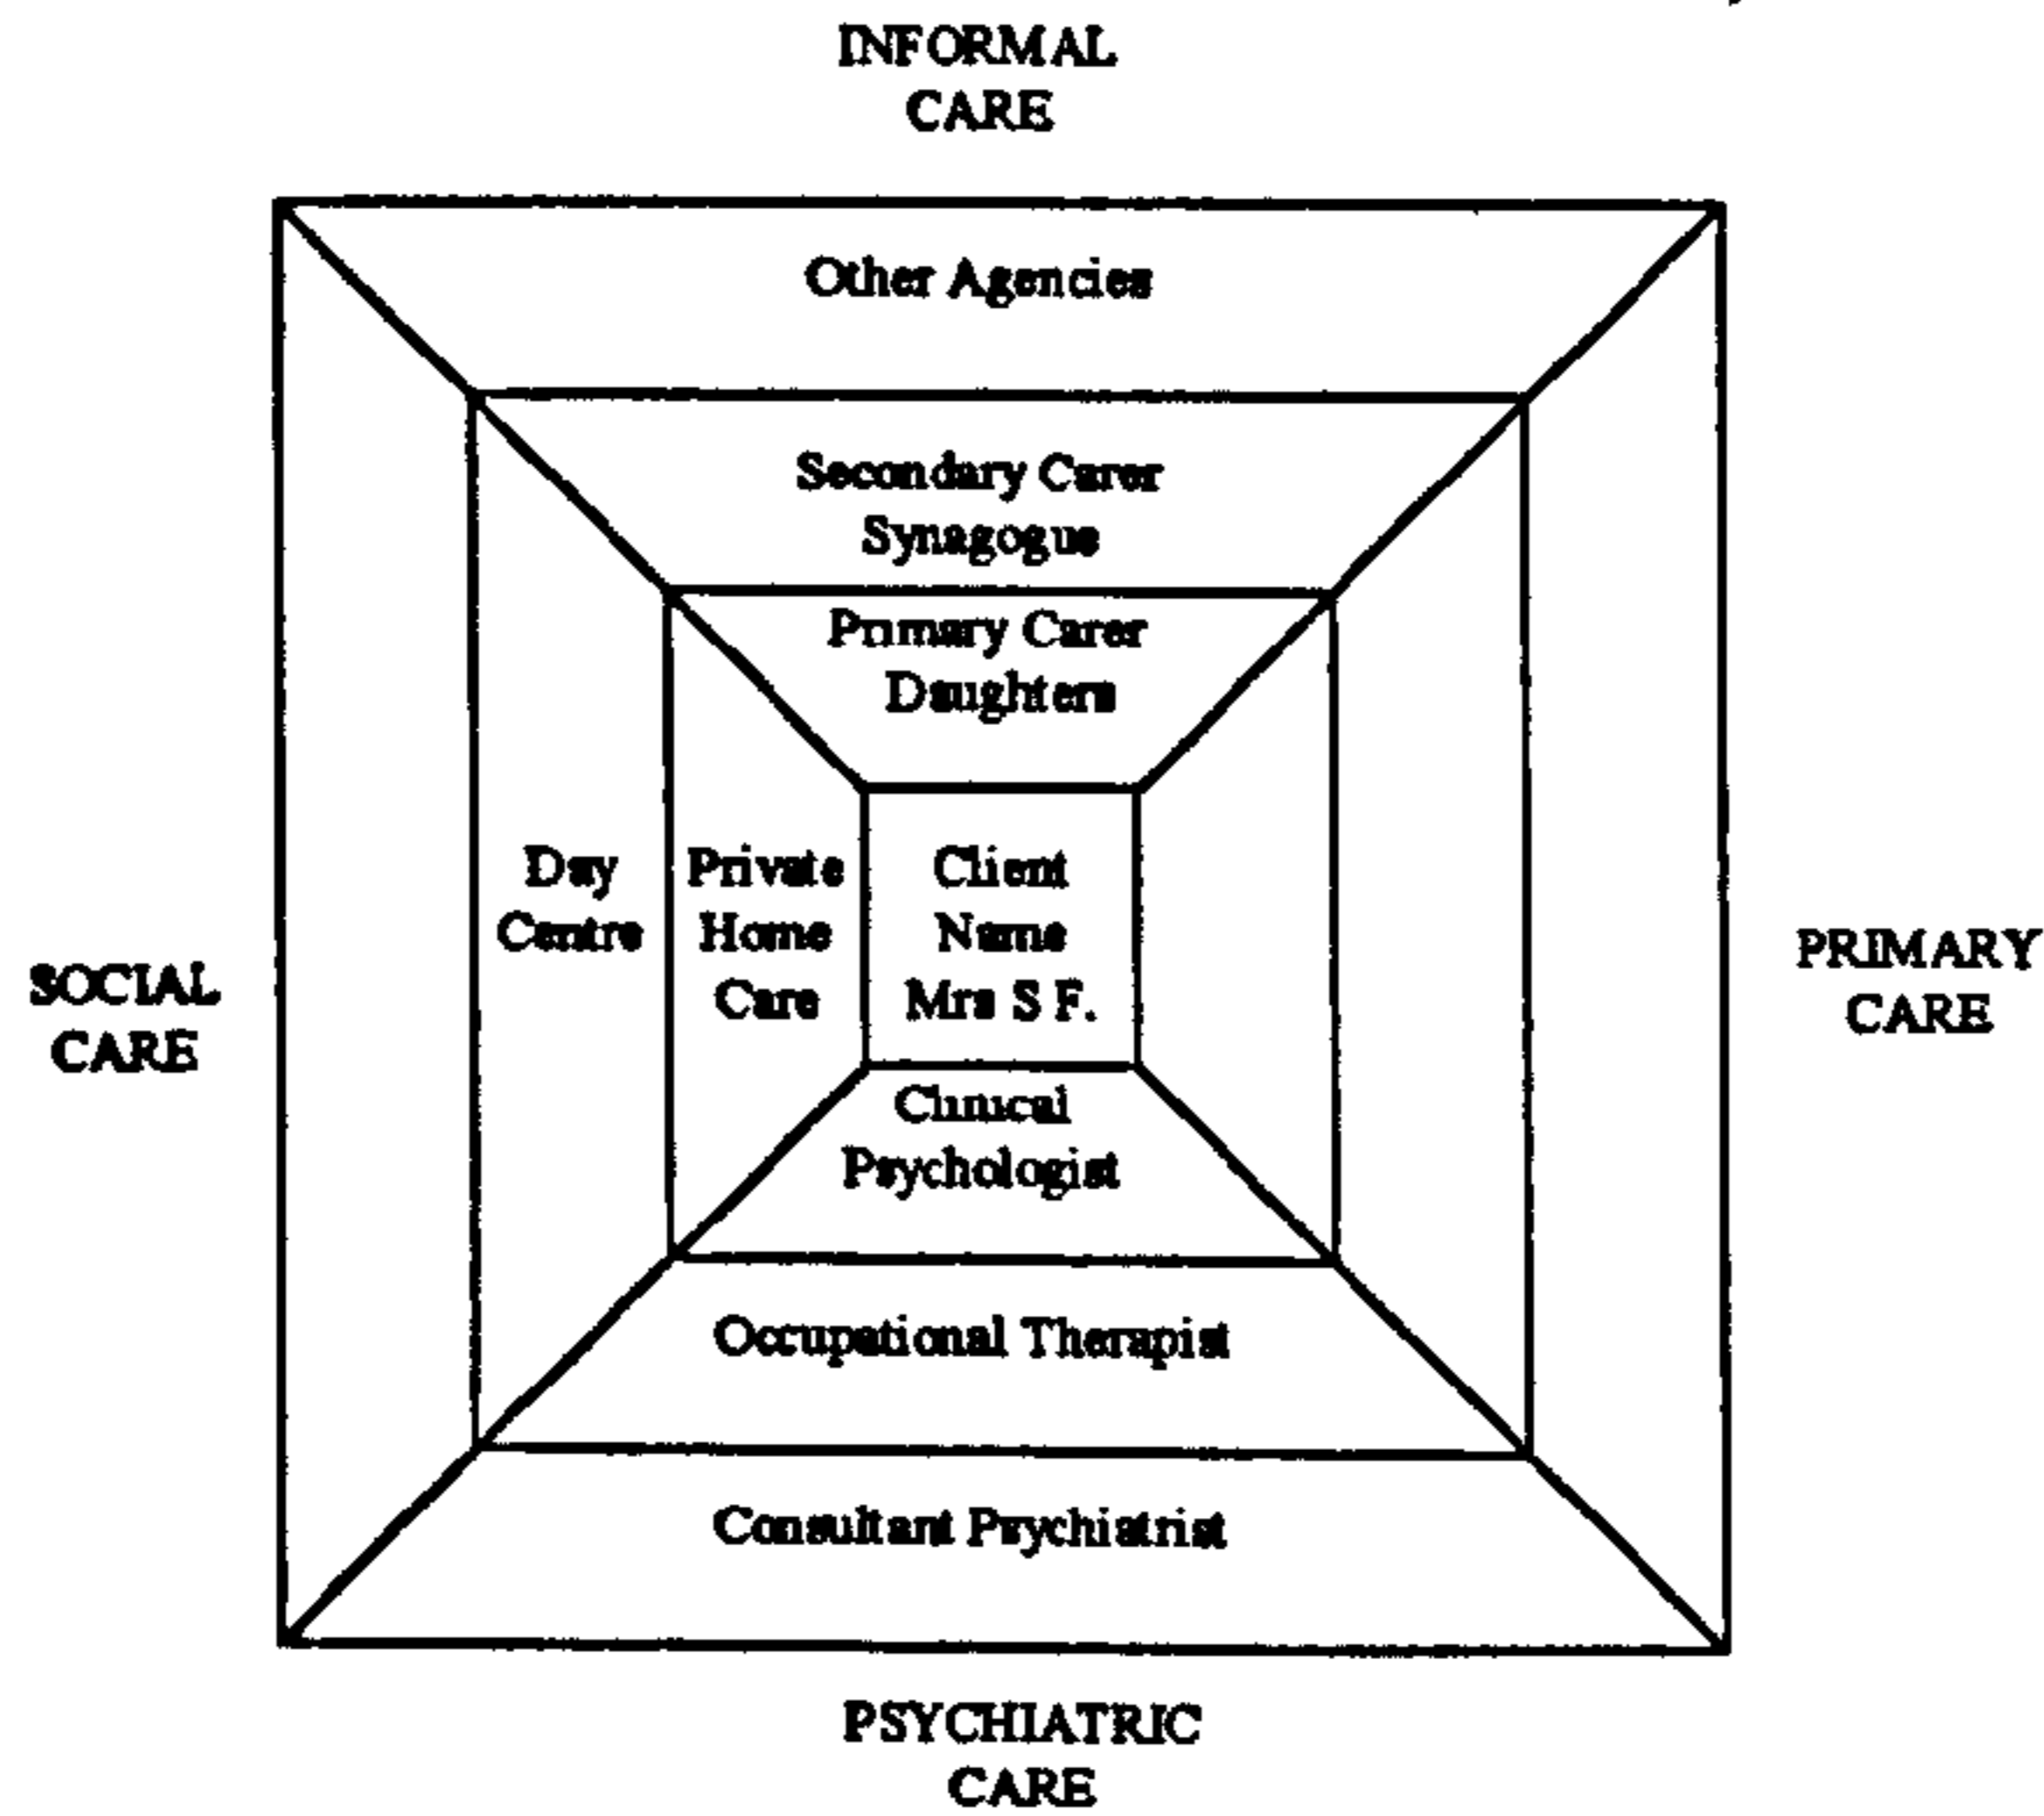 INFORMAL
CARE
Other Agencies
Secondary Carer
Synagogue
Primary Carer
Daughters
Day
Centre
Private
Home
Care
Client
Name
Mrs S F.
SOCIAL
CARE
PRIMARY
CARE
Clinical
Psychologist
Occupational Therapist
Consultant Psychiatrist
PSYCHIATRIC
CARE